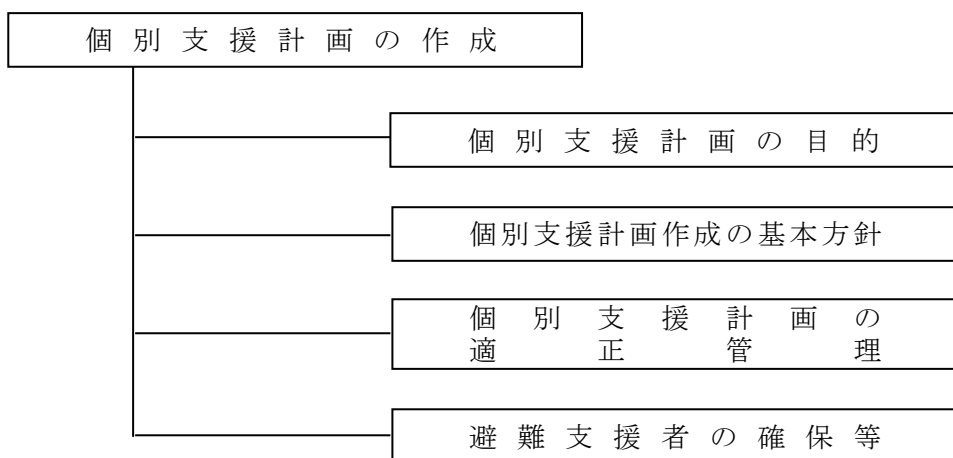 個別支援計画の作成
個別支援計画の目的
個別支援計画作成の基本方針
個別支援計画の
適正管理
避難支援者の確保等